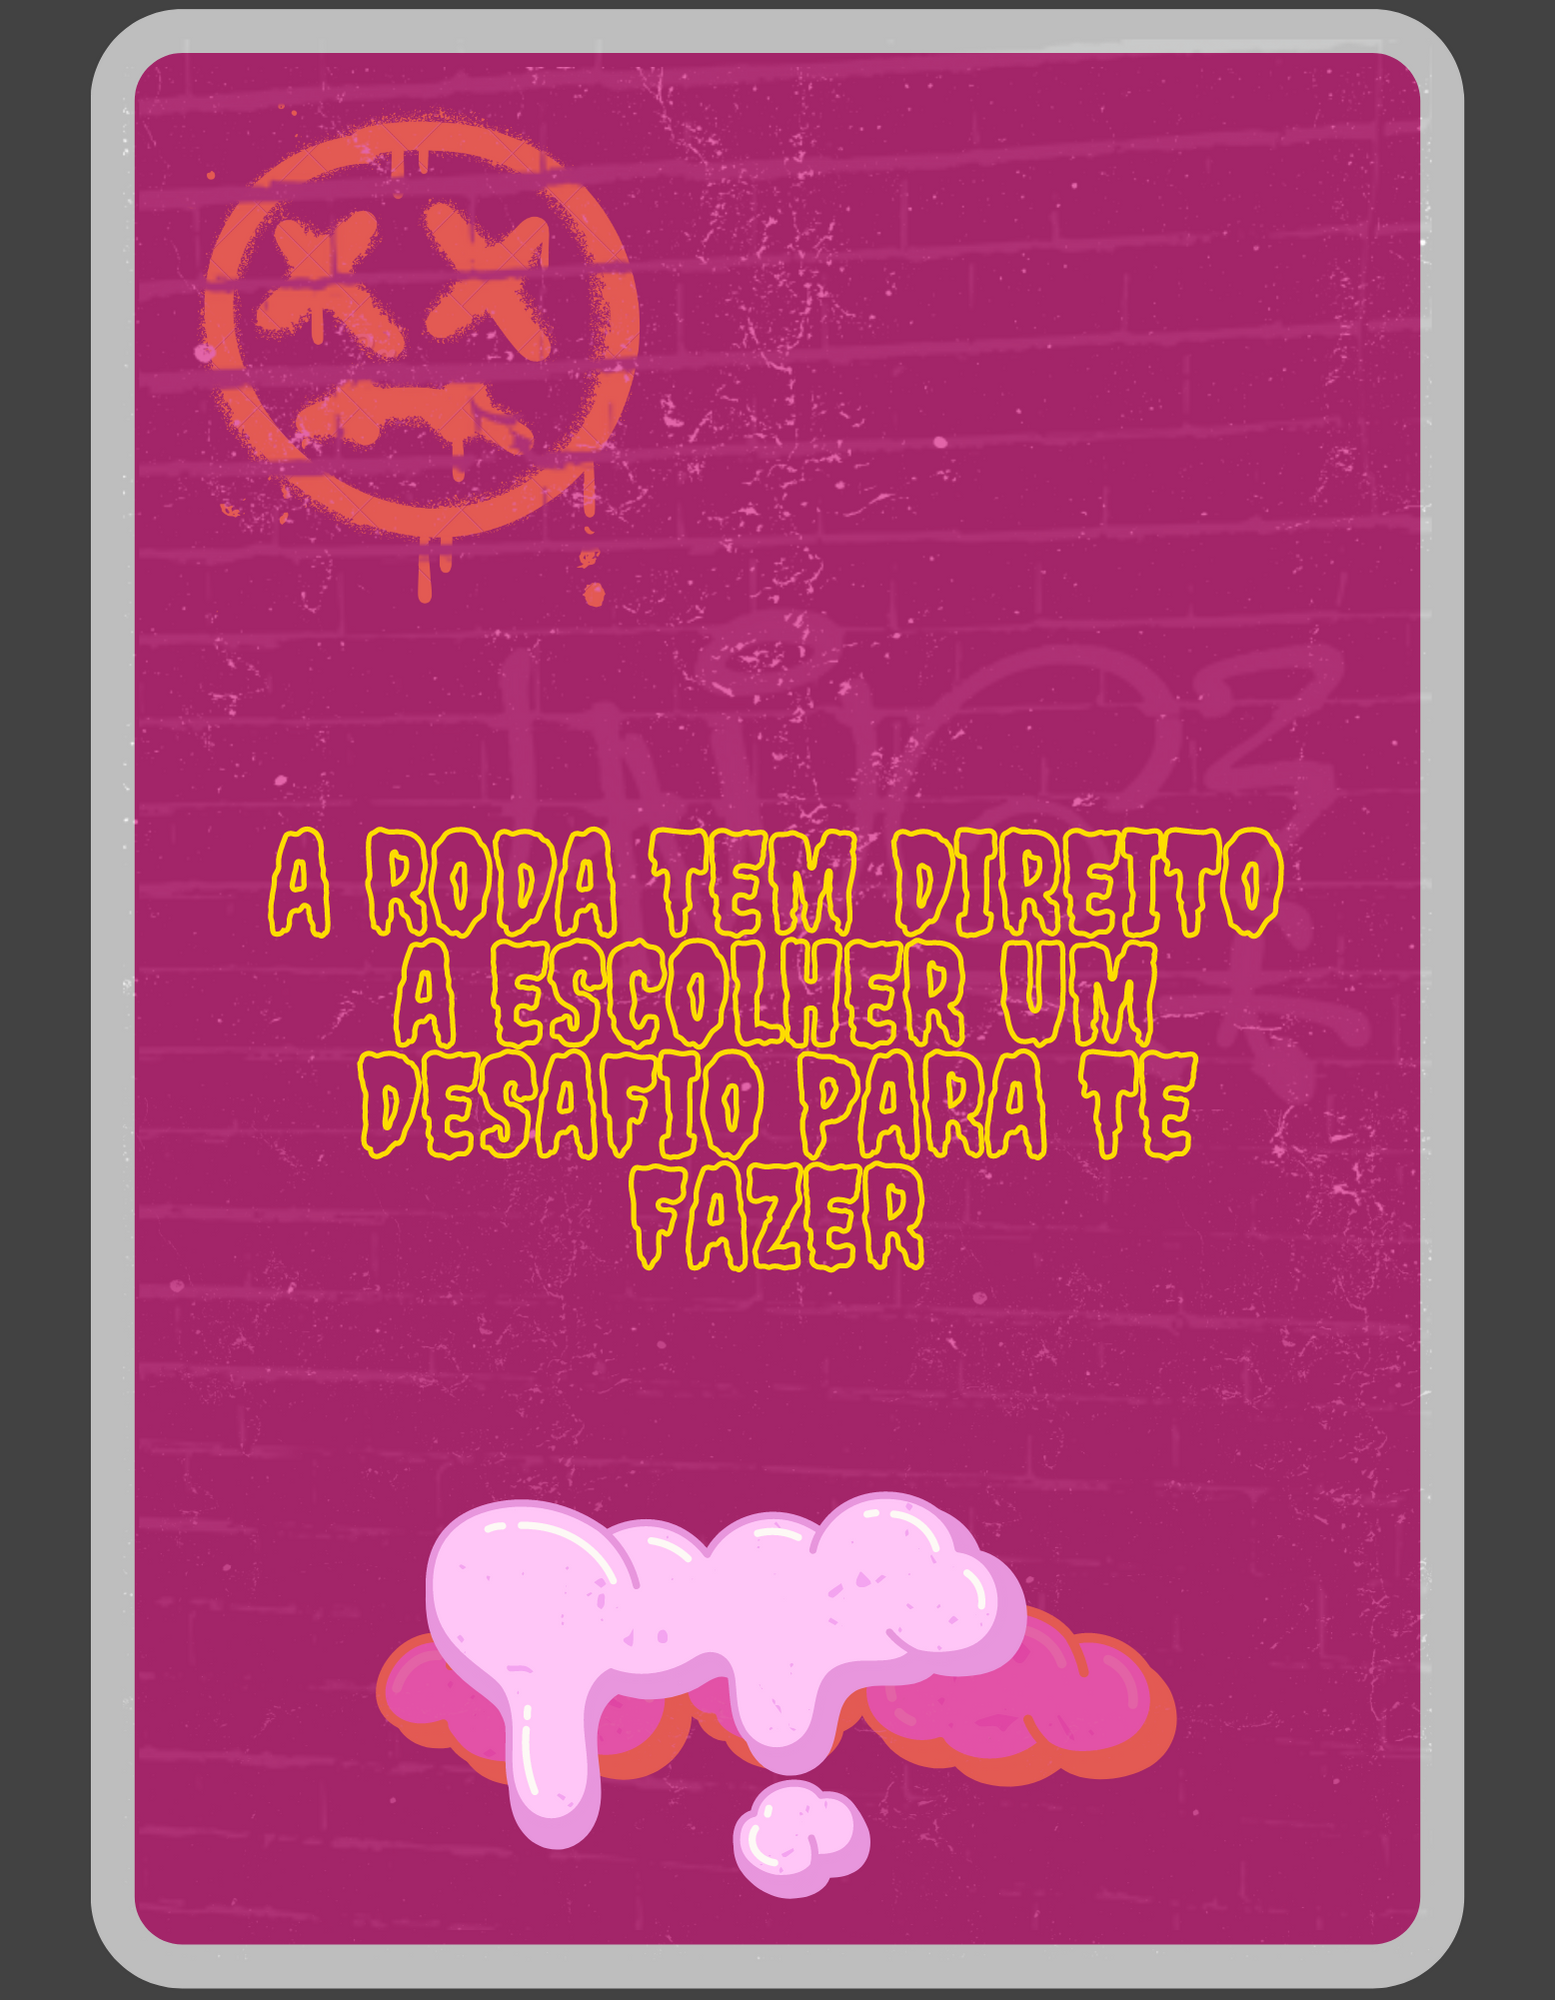 A RODA TEM DIREITO
A ESCOLHER UM
DESAFIO PARA TE
FAZER